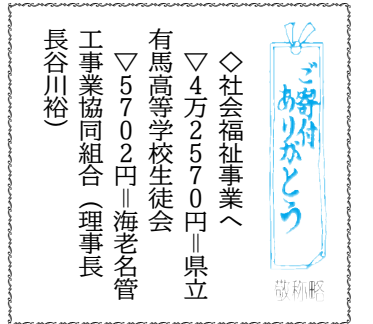 ご寄付
ありがとう
敬称略
◇社会福祉事業へ
▽4万2570円＝県立
有馬高等学校生徒会
▽5702円＝海老名管
工事業協同組合（理事長
長谷川裕）